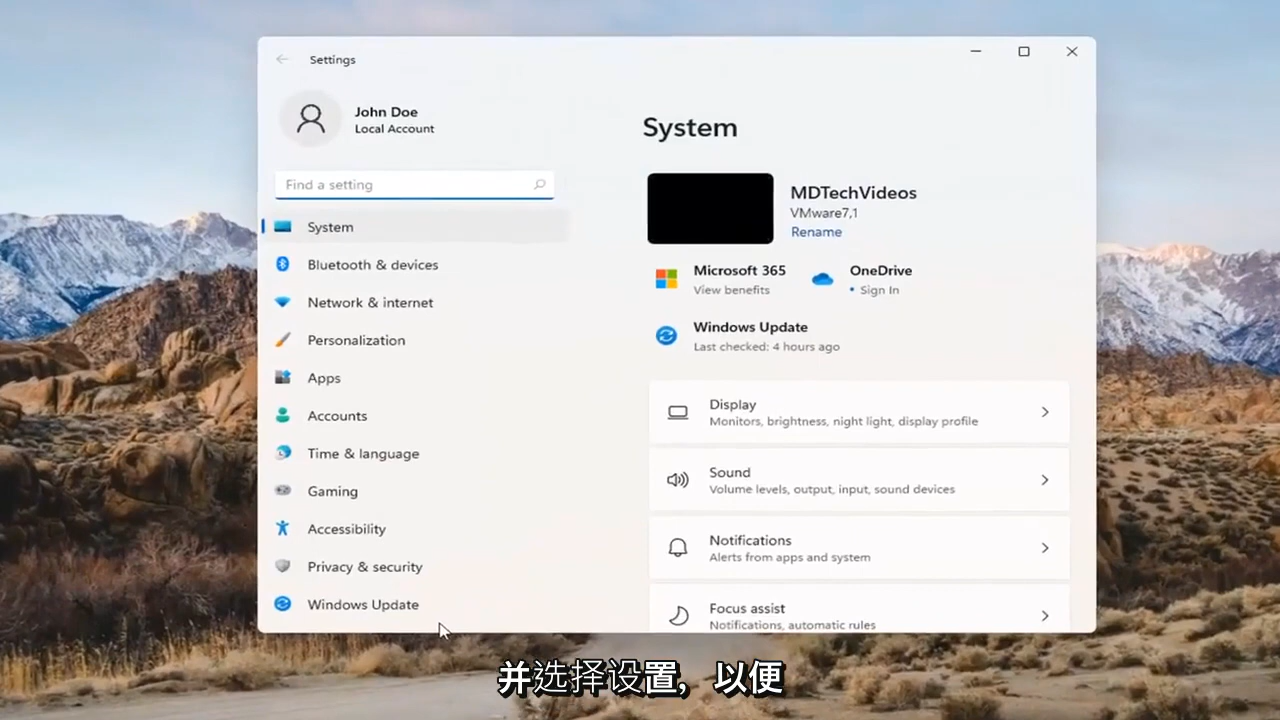 Settings
John Doe
Local Account
Find a setting
System
Bluetooth & devices
Network & internet
Personalization
Apps
Accounts
Time & language
Gaming
Accessibility
Privacy & security
Windows Update
System
MDTechVideos
VMware7,1
Rename
Microsoft 365
View benefits
OneDrive
• Sign In
Windows Update
Last checked: 4 hours ago
Display
Monitors, brightness, night light, display profile
Sound
Volume levels, output, input, sound devices
Notifications
Alerts from apps and system
Focus assist
Notifications, automatic rules
并选择设置，以便